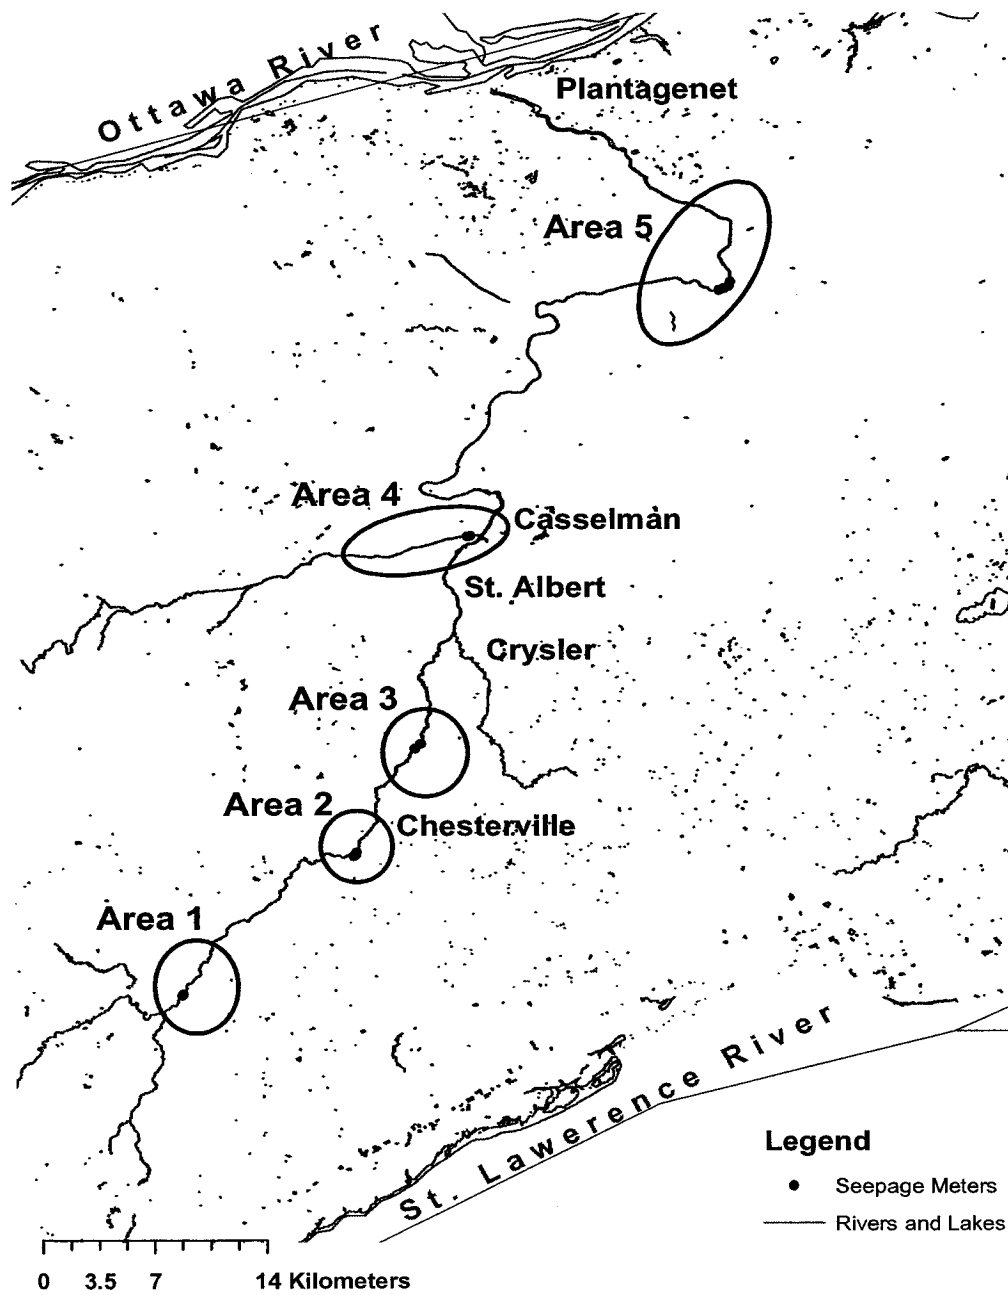 Ottawa River
Plantagenet
Area 5
Area 4
Casselman
St. Albert
Crysler
Area 3
Area 2
Chesterville
Area 1
St. Lawerence River
Legend
Seepage Meters
Rivers and Lakes
0 3.5 7 14 Kilometers